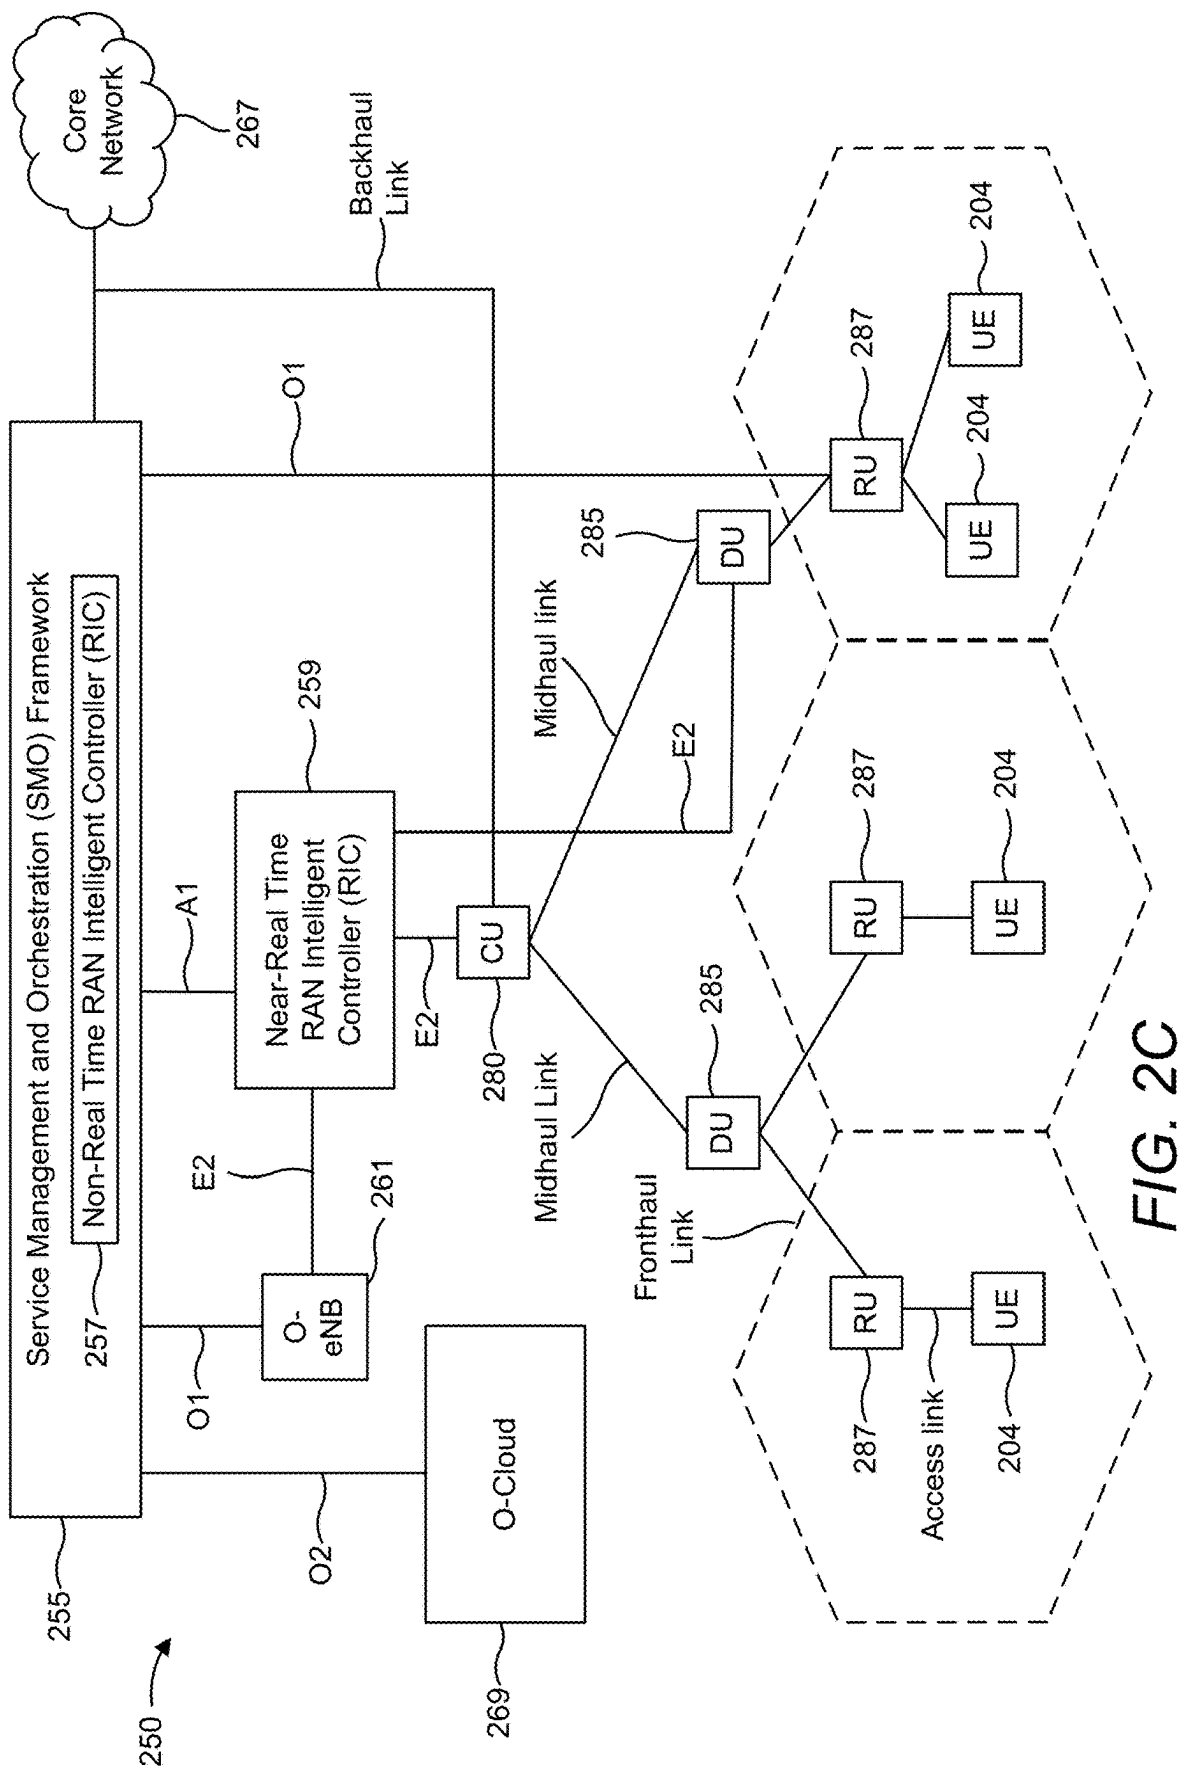 250
255
Service Management and Orchestration (SMO) Framework
257
Non-Real Time RAN Intelligent Controller (RIC)
Core
Network
267
O2
O1
A1
O1
Backhaul
Link
O-
eNB
261
E2
Near-Real Time
RAN Intelligent
Controller (RIC)
259
O-Cloud
269
E2
CU
280
Midhaul Link
Midhaul link
E2
DU
285
DU
285
Fronthaul
Link
RU
287
RU
287
RU
287
Access link
UE
204
UE
204
UE
204
UE
204
FIG. 2C